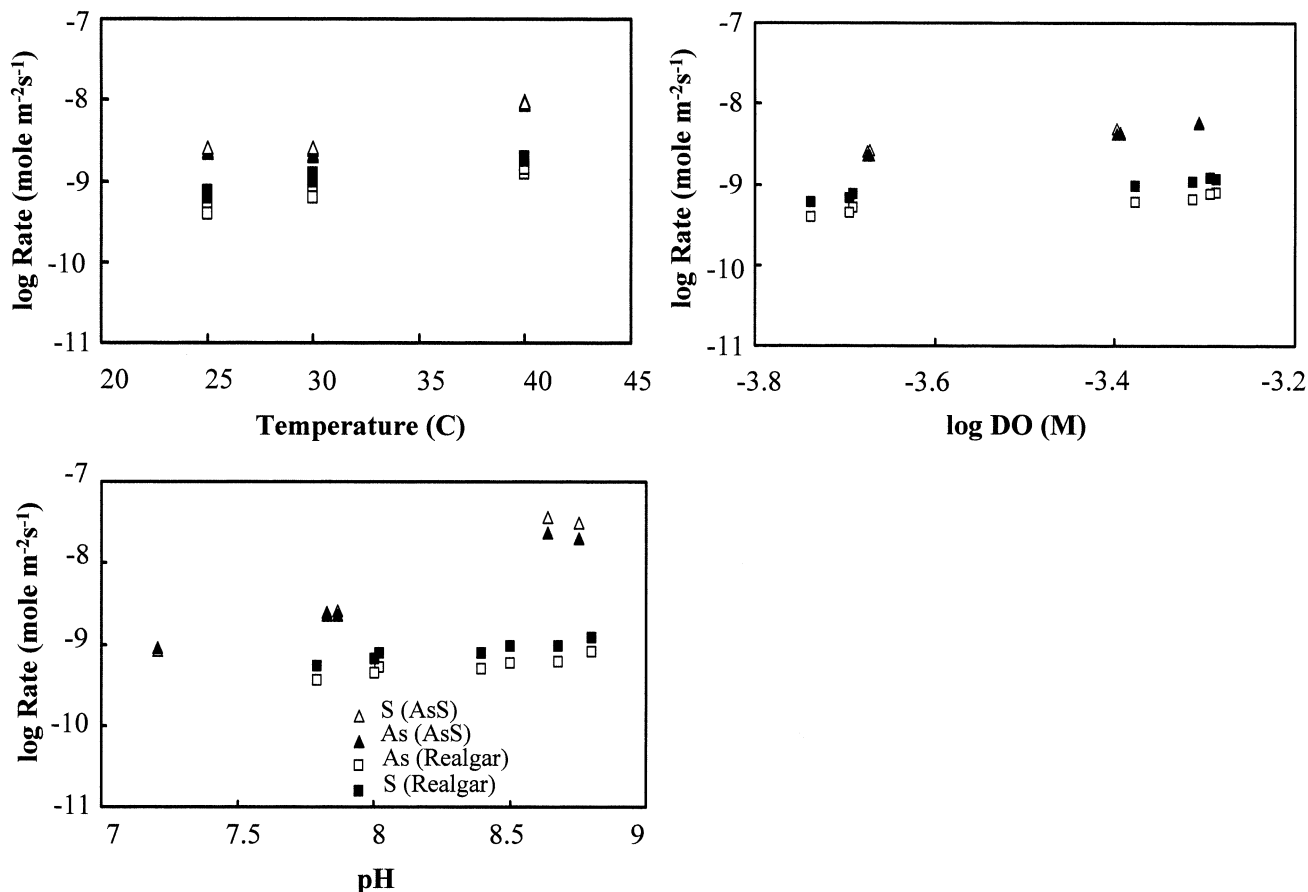 -7
-8
-9
-10
-11
log Rate (mole m-2s-1)
20 25 30 35 40 45
Temperature (C)
-7
-8
-9
-10
-11
log Rate (mole m-2s-1)
-3.8 -3.6 -3.4 -3.2
log DO (M)
-7
-8
-9
-10
-11
log Rate (mole m-2s-1)
S (AsS)
As (AsS)
As (Realgar)
S (Realgar)
7 7.5 8 8.5 9
pH